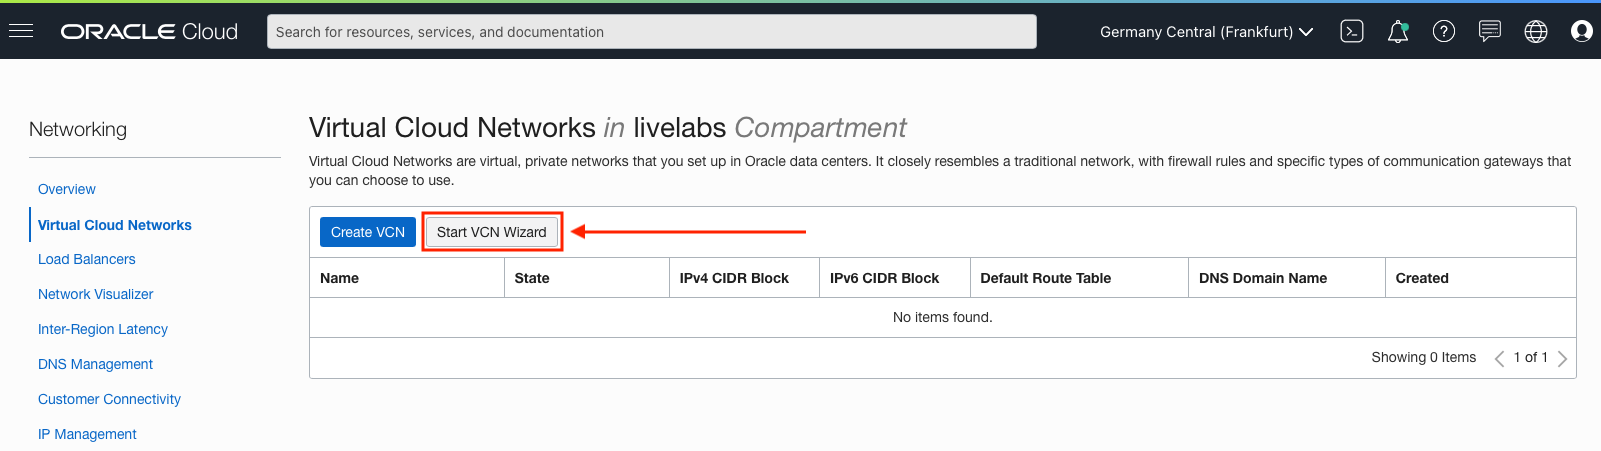 ORACLE Cloud
Search for resources, services, and documentation
Germany Central (Frankfurt)
Networking
Overview
Virtual Cloud Networks
Load Balancers
Network Visualizer
Inter-Region Latency
DNS Management
Customer Connectivity
IP Management
Virtual Cloud Networks in livelabs Compartment
Virtual Cloud Networks are virtual, private networks that you set up in Oracle data centers. It closely resembles a traditional network, with firewall rules and specific types of communication gateways that
you can choose to use.
Create VCN Start VCN Wizard
Name State IPv4 CIDR Block IPv6 CIDR Block Default Route Table DNS Domain Name Created
No items found.
Showing 0 Items 1 of 1